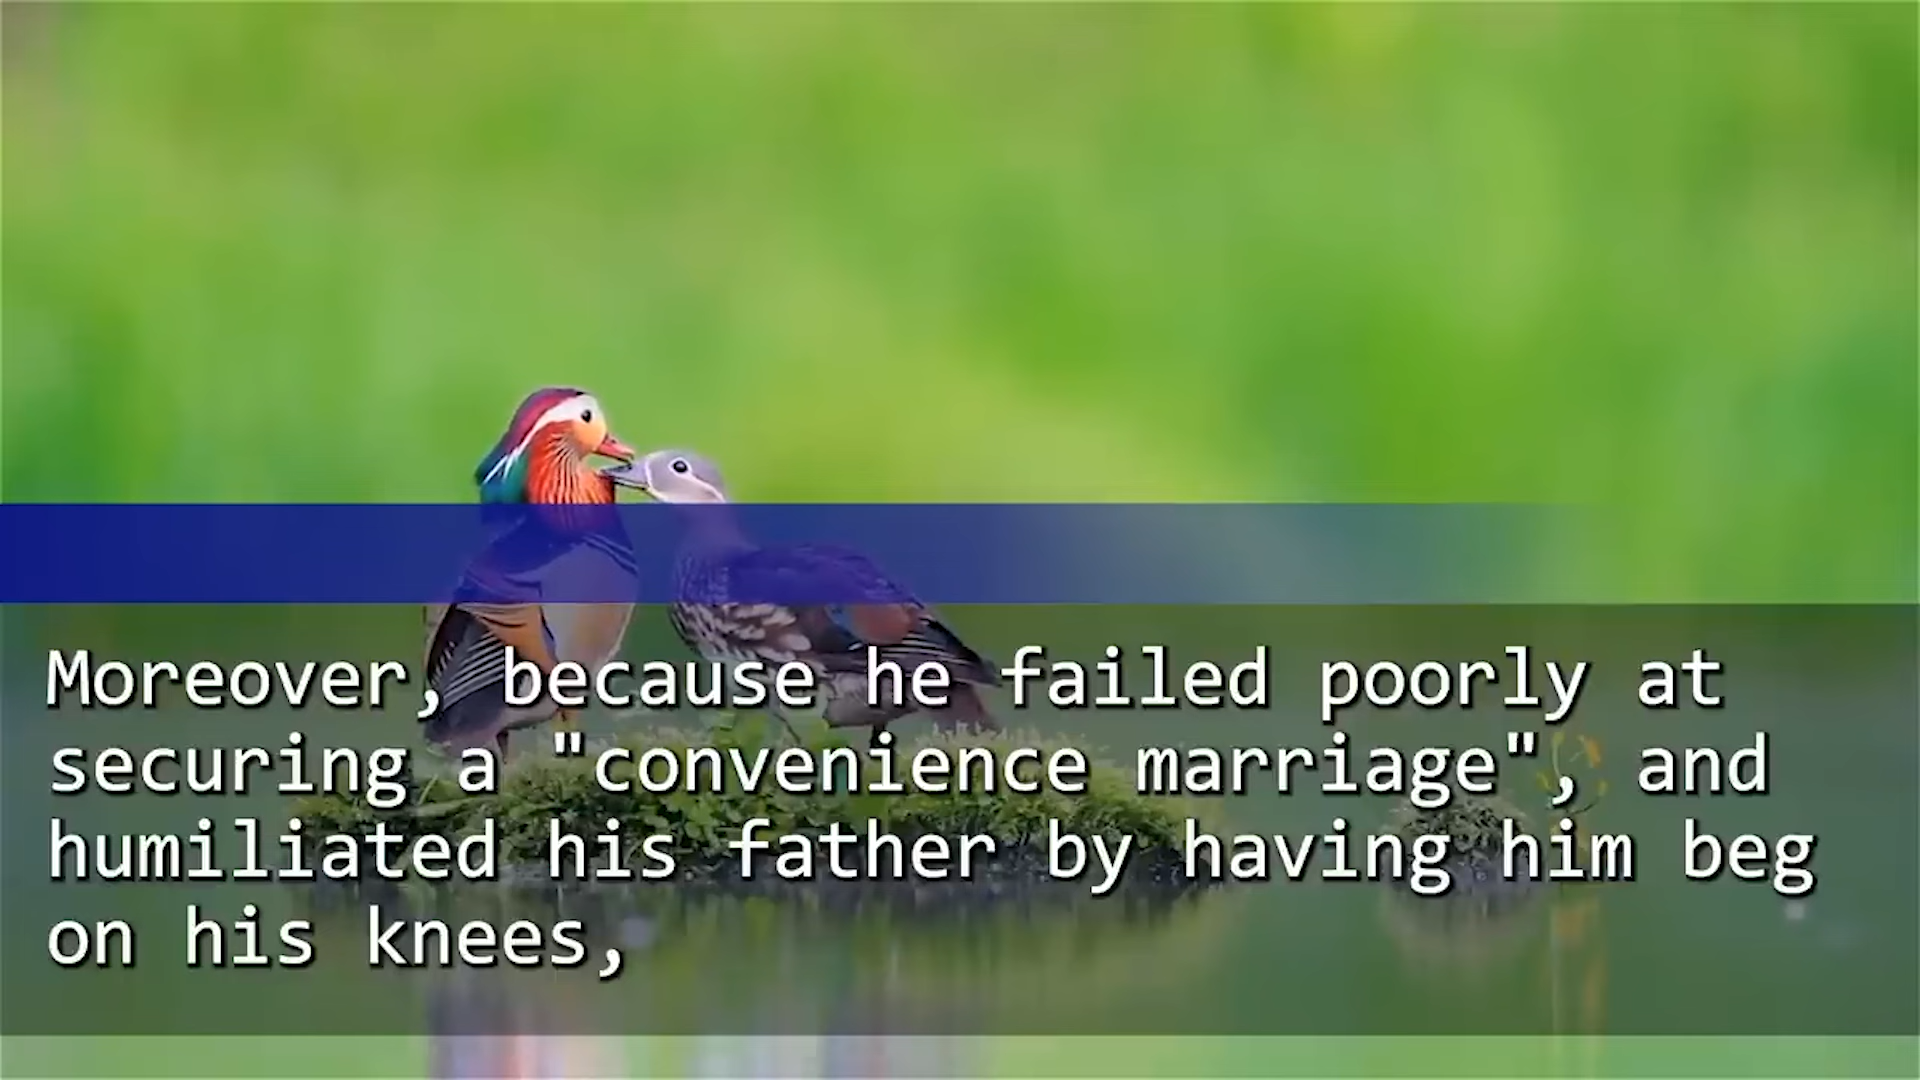 Moreover, because he failed poorly at
securing a "convenience marriage", and
humiliated his father by having him beg
on his knees,